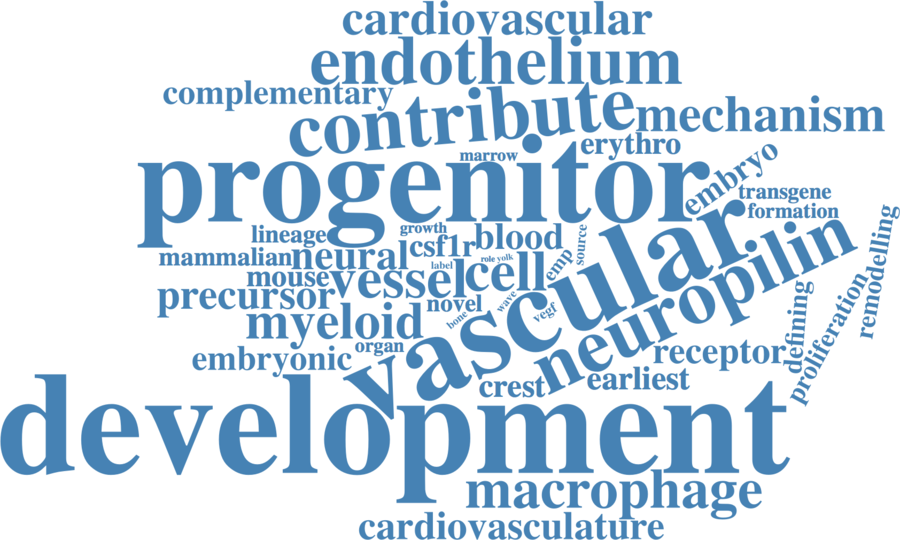 cardiovascular
endothelium
complementary
contribute
mechanism
erythro
marrow
progenitor
embryo
transgene
formation
lineage
growth
csf1r
blood
source
mammalian
neural
label
role
yolk
mouse
vessel
cell
emp
vascular
neuropilin
remodelling
precursor
novel
wave
vegf
bone
myeloid
defining
proliferation
organ
embryonic
receptor
crest
earliest
development
macrophage
cardiovasculature